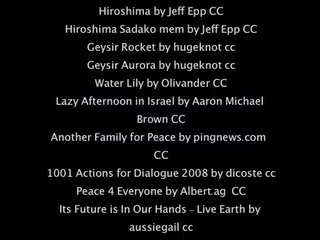 Hiroshima by Jeff Epp CC
Hiroshima Sadako mem by Jeff Epp CC
Geysir Rocket by hugeknot cc
Geysir Aurora by hugeknot cc
Water Lily by Olivander CC
Lazy Afternoon in Israel by Aaron Michael
Brown CC
Another Family for Peace by pingnews.com
CC
1001 Actions for Dialogue 2008 by dicoste cc
Peace 4 Everyone by Albert.ag CC
Its Future is In Our Hands - Live Earth by
aussiegail cc